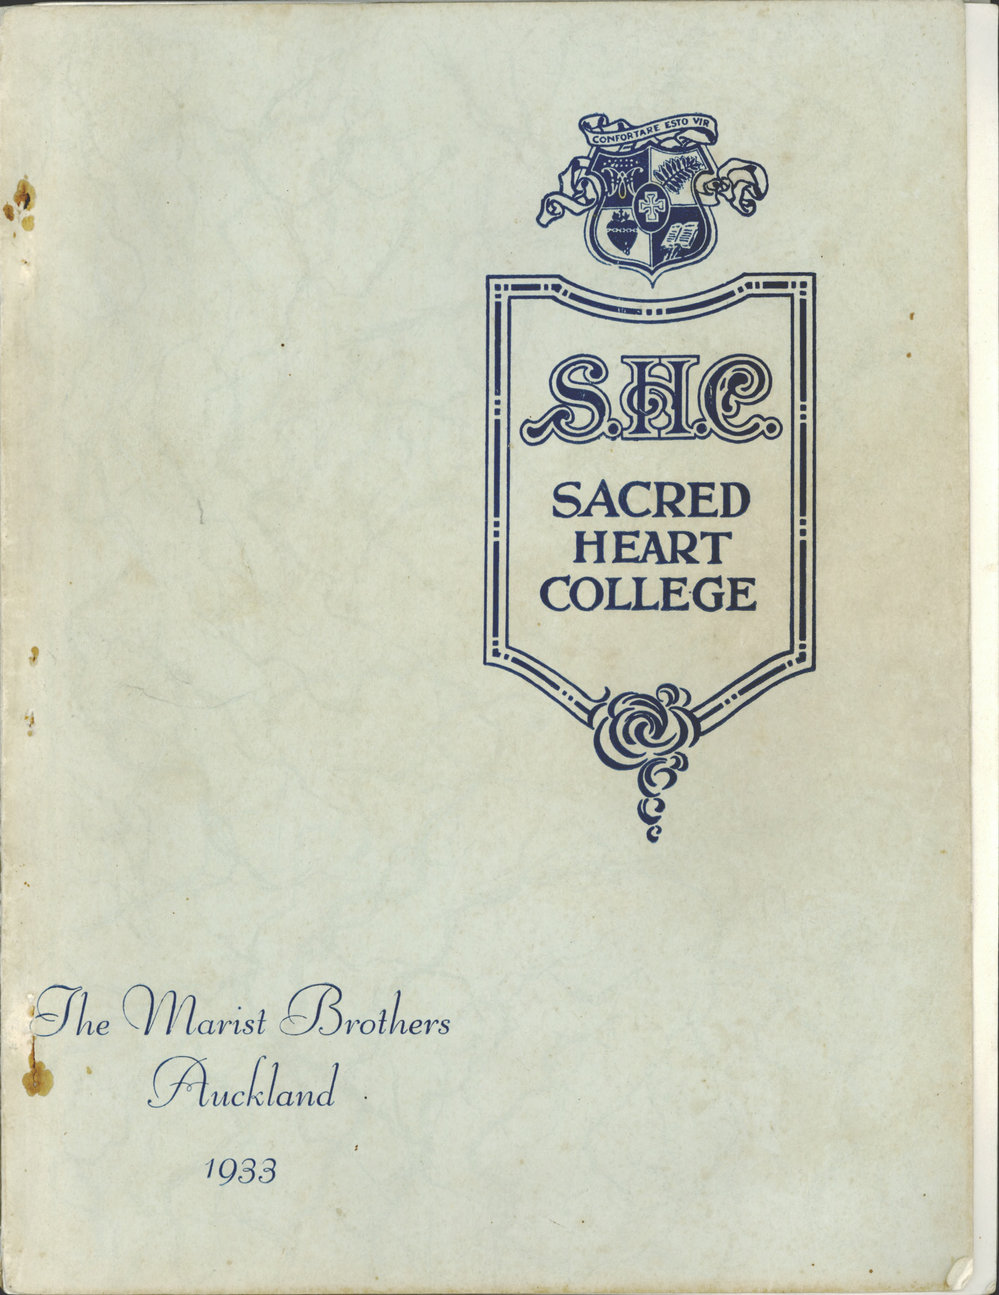 CONFORTARE ESTO VIR
S.H.C.
SACRED
HEART
COLLEGE
The Marist Brothers
Auckland
1933